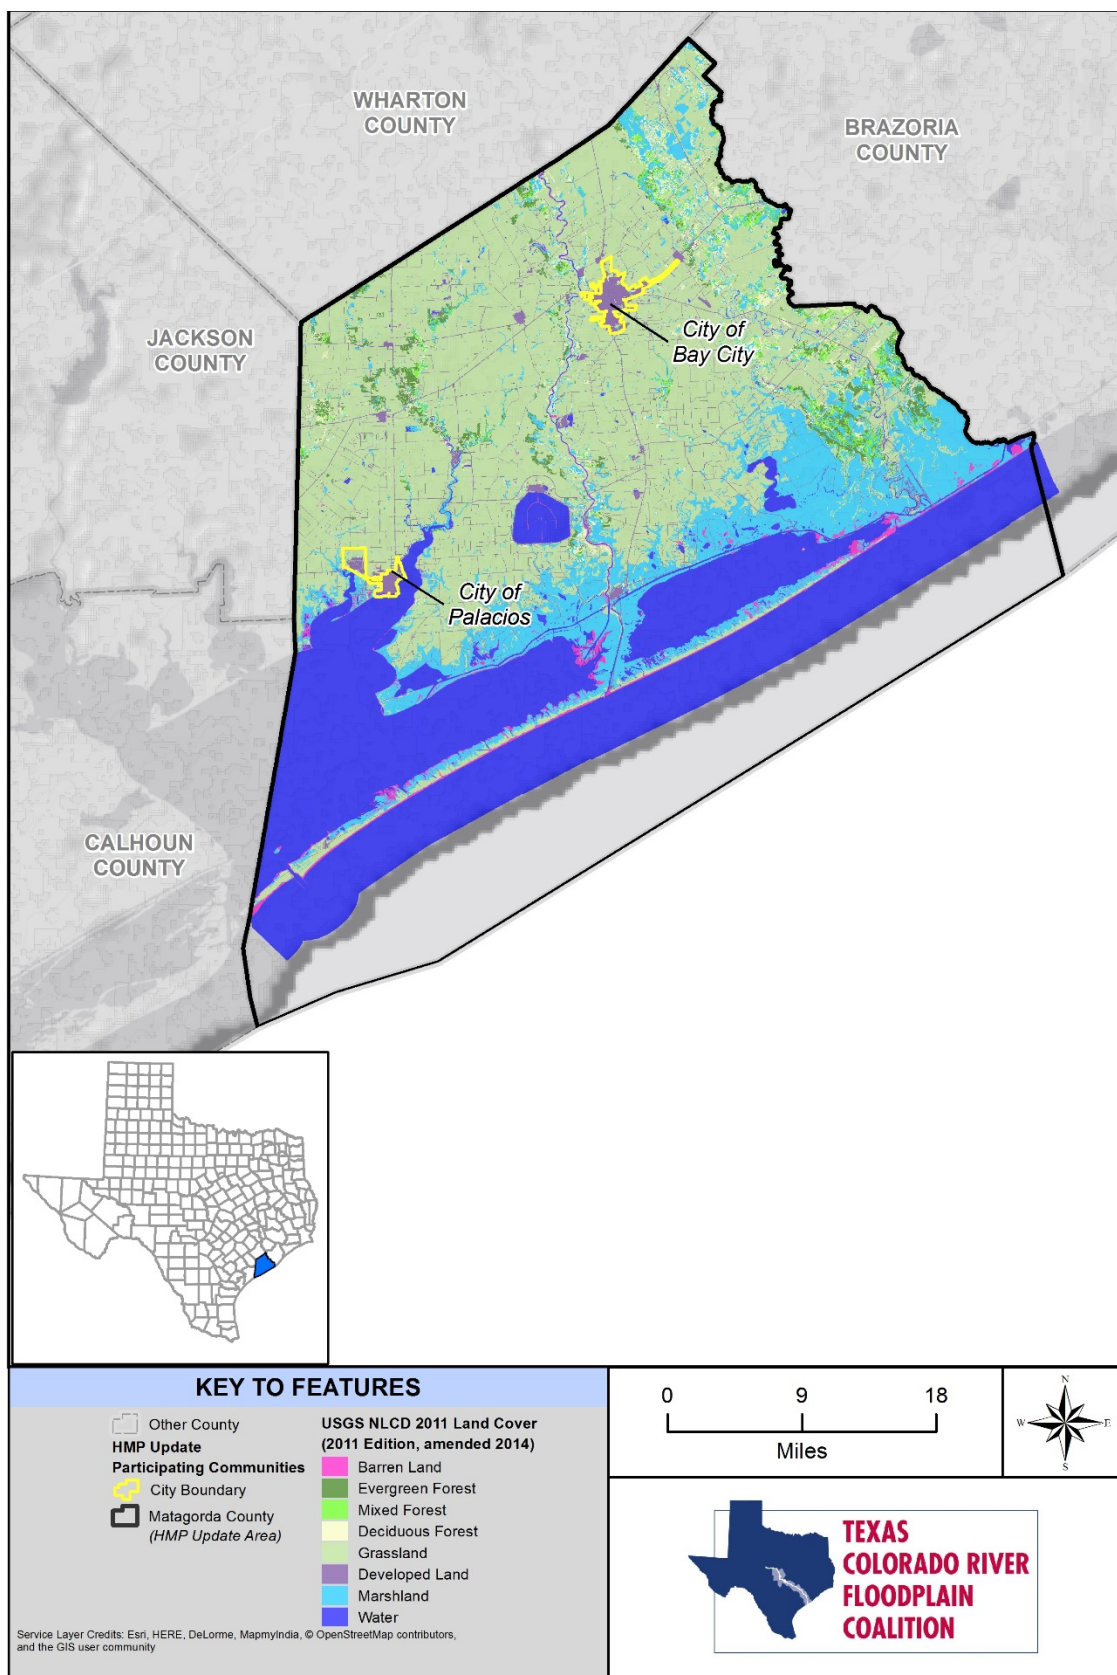 WHARTON
COUNTY
BRAZORIA
COUNTY
JACKSON
COUNTY
City of
Bay City
City of
Palacios
CALHOUN
COUNTY
KEY TO FEATURES
Other County
HMP Update
Participating Communities
City Boundary
Matagorda County
(HMP Update Area)
USGS NLCD 2011 Land Cover
(2011 Edition, amended 2014)
Barren Land
Evergreen Forest
Mixed Forest
Deciduous Forest
Grassland
Developed Land
Marshland
Water
Service Layer Credits: Esri, HERE, DeLorme, MapmyIndia, © OpenStreetMap contributors,
and the GIS user community
0 9 18
Miles
N
W E
S
TEXAS
COLORADO RIVER
FLOODPLAIN
COALITION